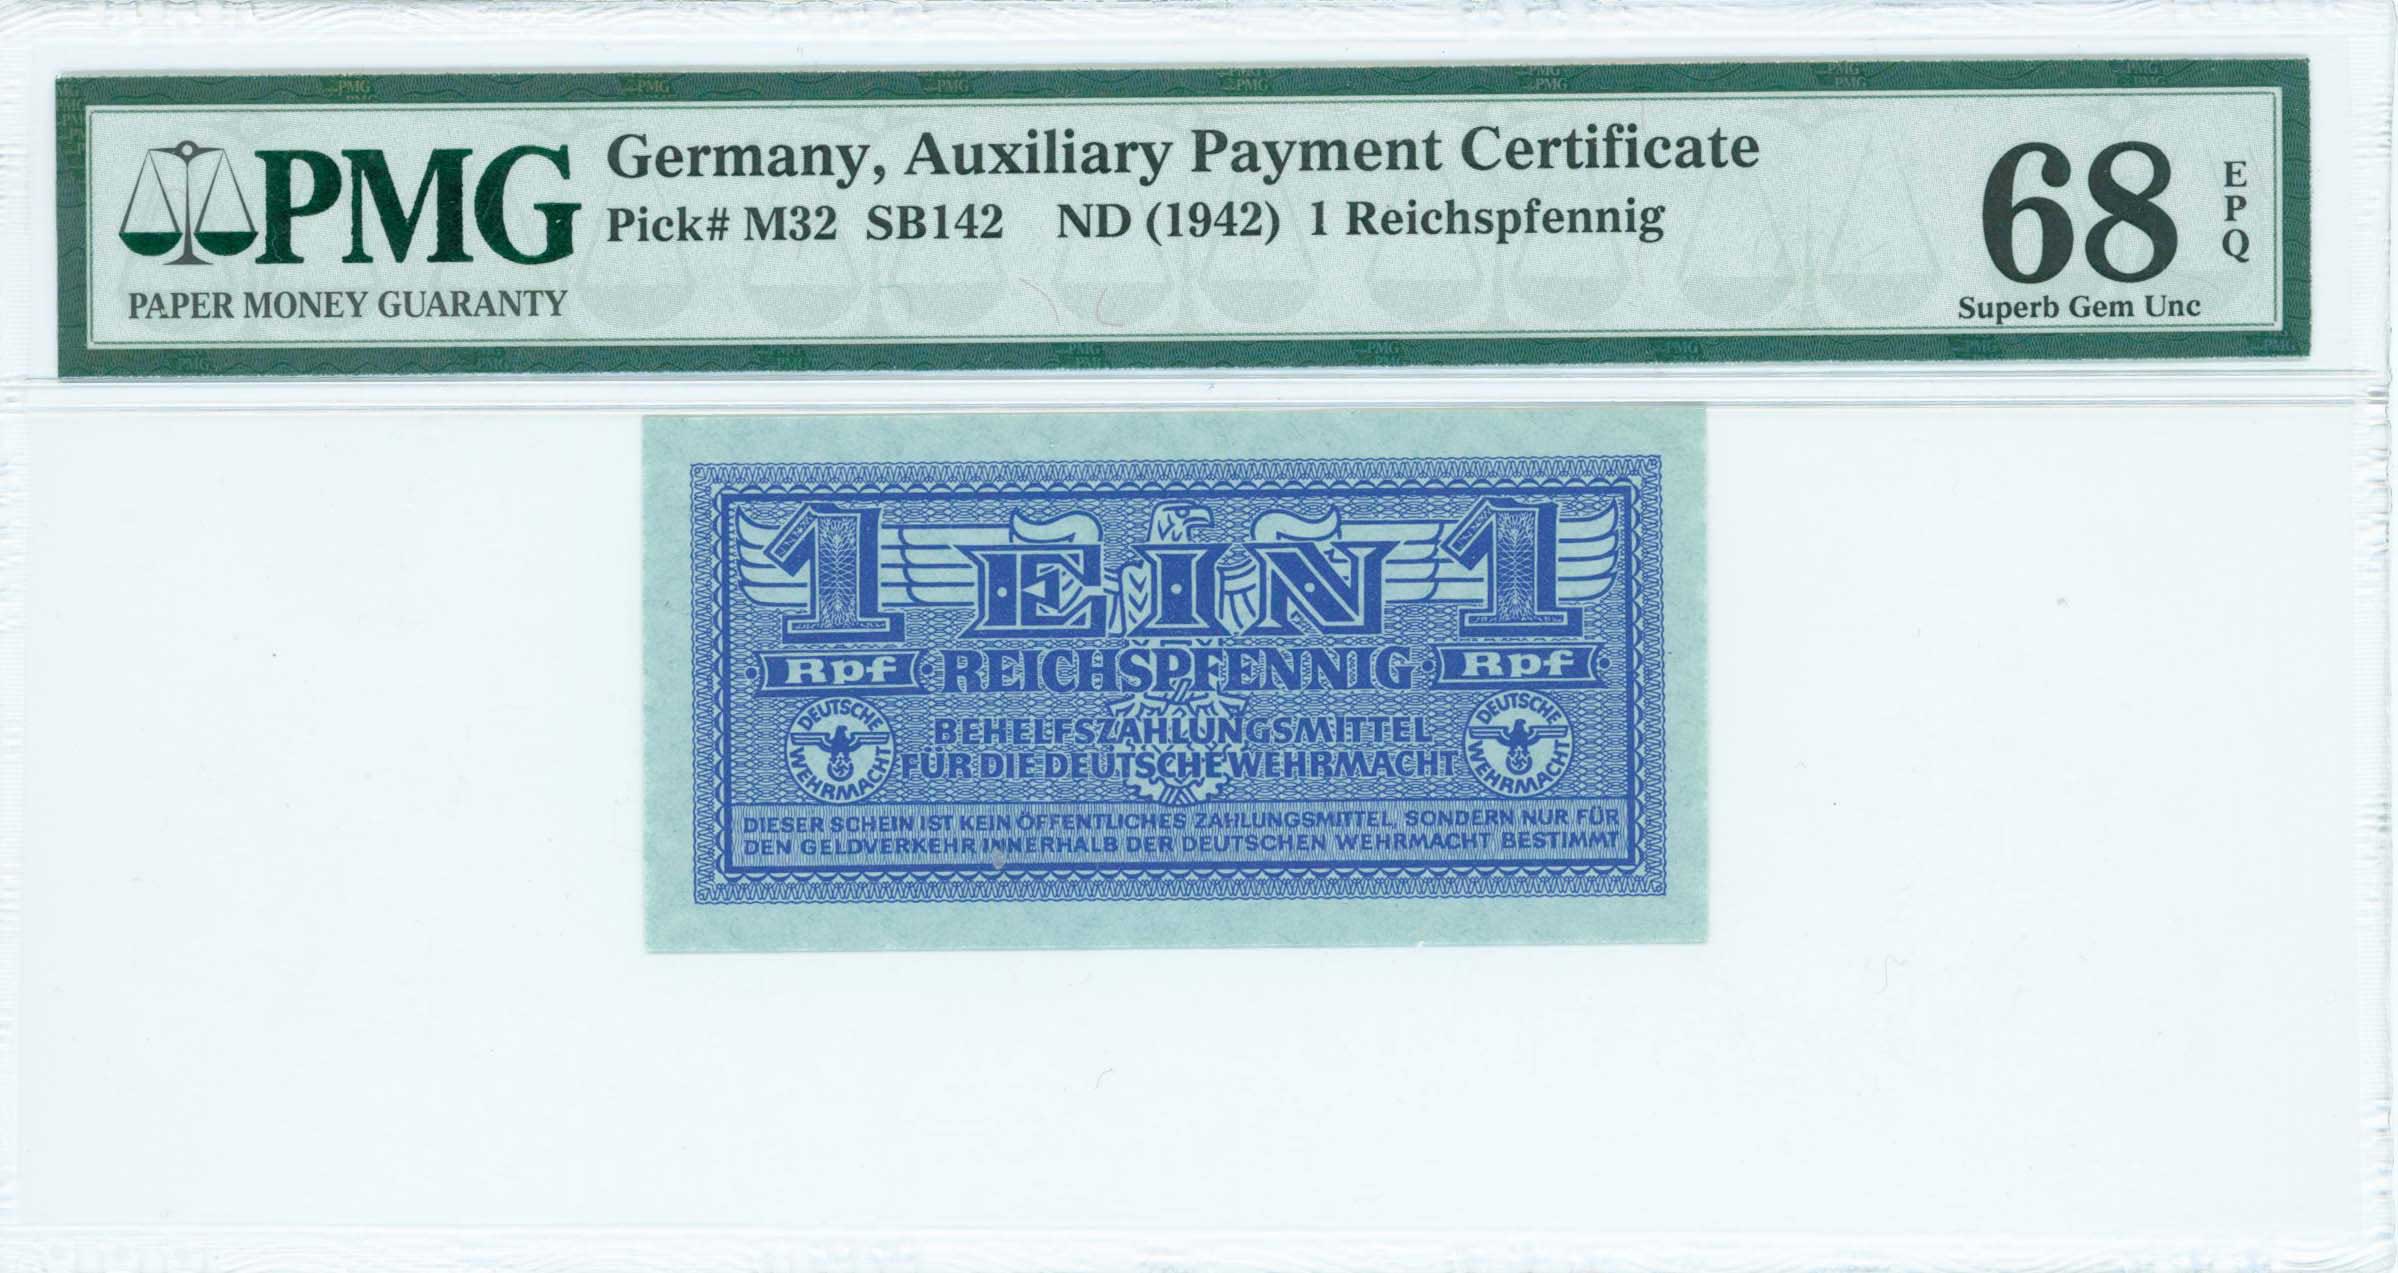 PMG
PAPER MONEY GUARANTY
Germany, Auxiliary Payment Certificate
Pick# M32 SB142 ND (1942) 1 Reichspfennig
68
EPQ
Superb Gem Unc
1 EIN 1
Rpf REICHSPFENNIG Rpf
DEUTSCHE WEHRMACHT
BEHELFSZAHLUNGSMITTEL
FÜR DIE DEUTSCHE WEHRMACHT
DEUTSCHE WEHRMACHT
DIESER SCHEIN IST KEIN ÖFFENTLICHES ZAHLUNGSMITTEL, SONDERN NUR FÜR
DEN GELDVERKEHR INNERHALB DER DEUTSCHEN WEHRMACHT BESTIMMT